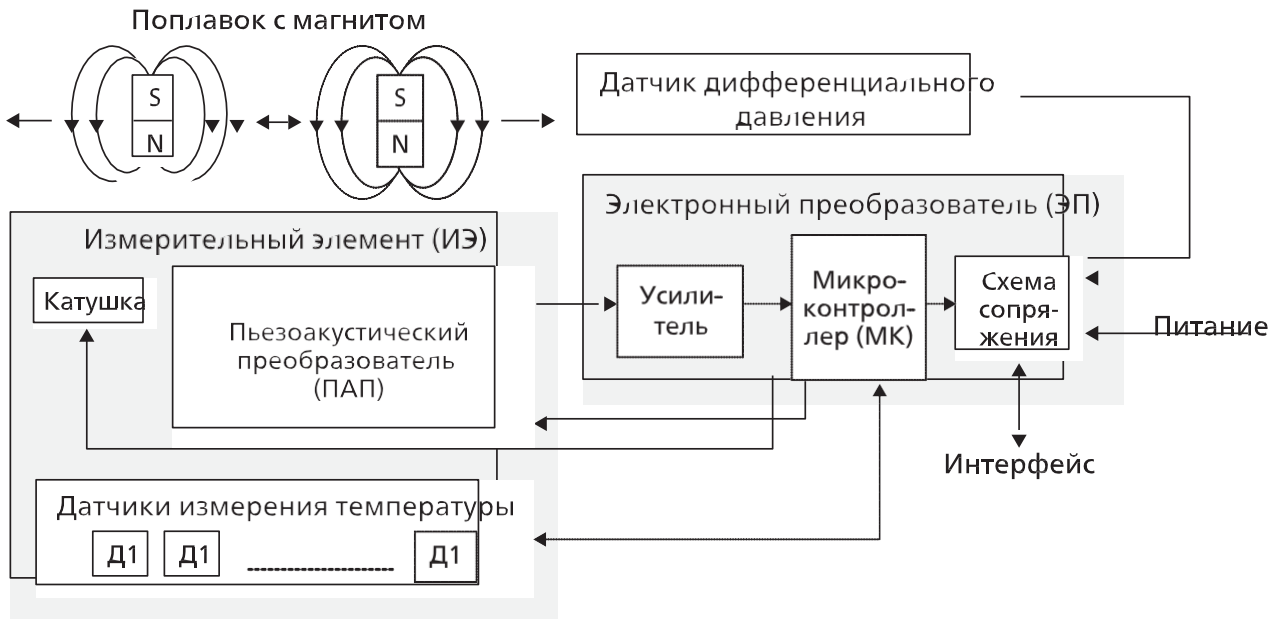 Поплавок с магнитом
S
N
S
N
Датчик дифференциального
давления
Электронный преобразователь (ЭП)
Измерительный элемент (ИЭ)
Катушка
Пьезоакустический
преобразователь
(ПАП)
Усили-
тель
Микро-
контрол-
лер (МК)
Схема
сопря-
жения
Питание
Интерфейс
Датчики измерения температуры
Д1
Д1
Д1